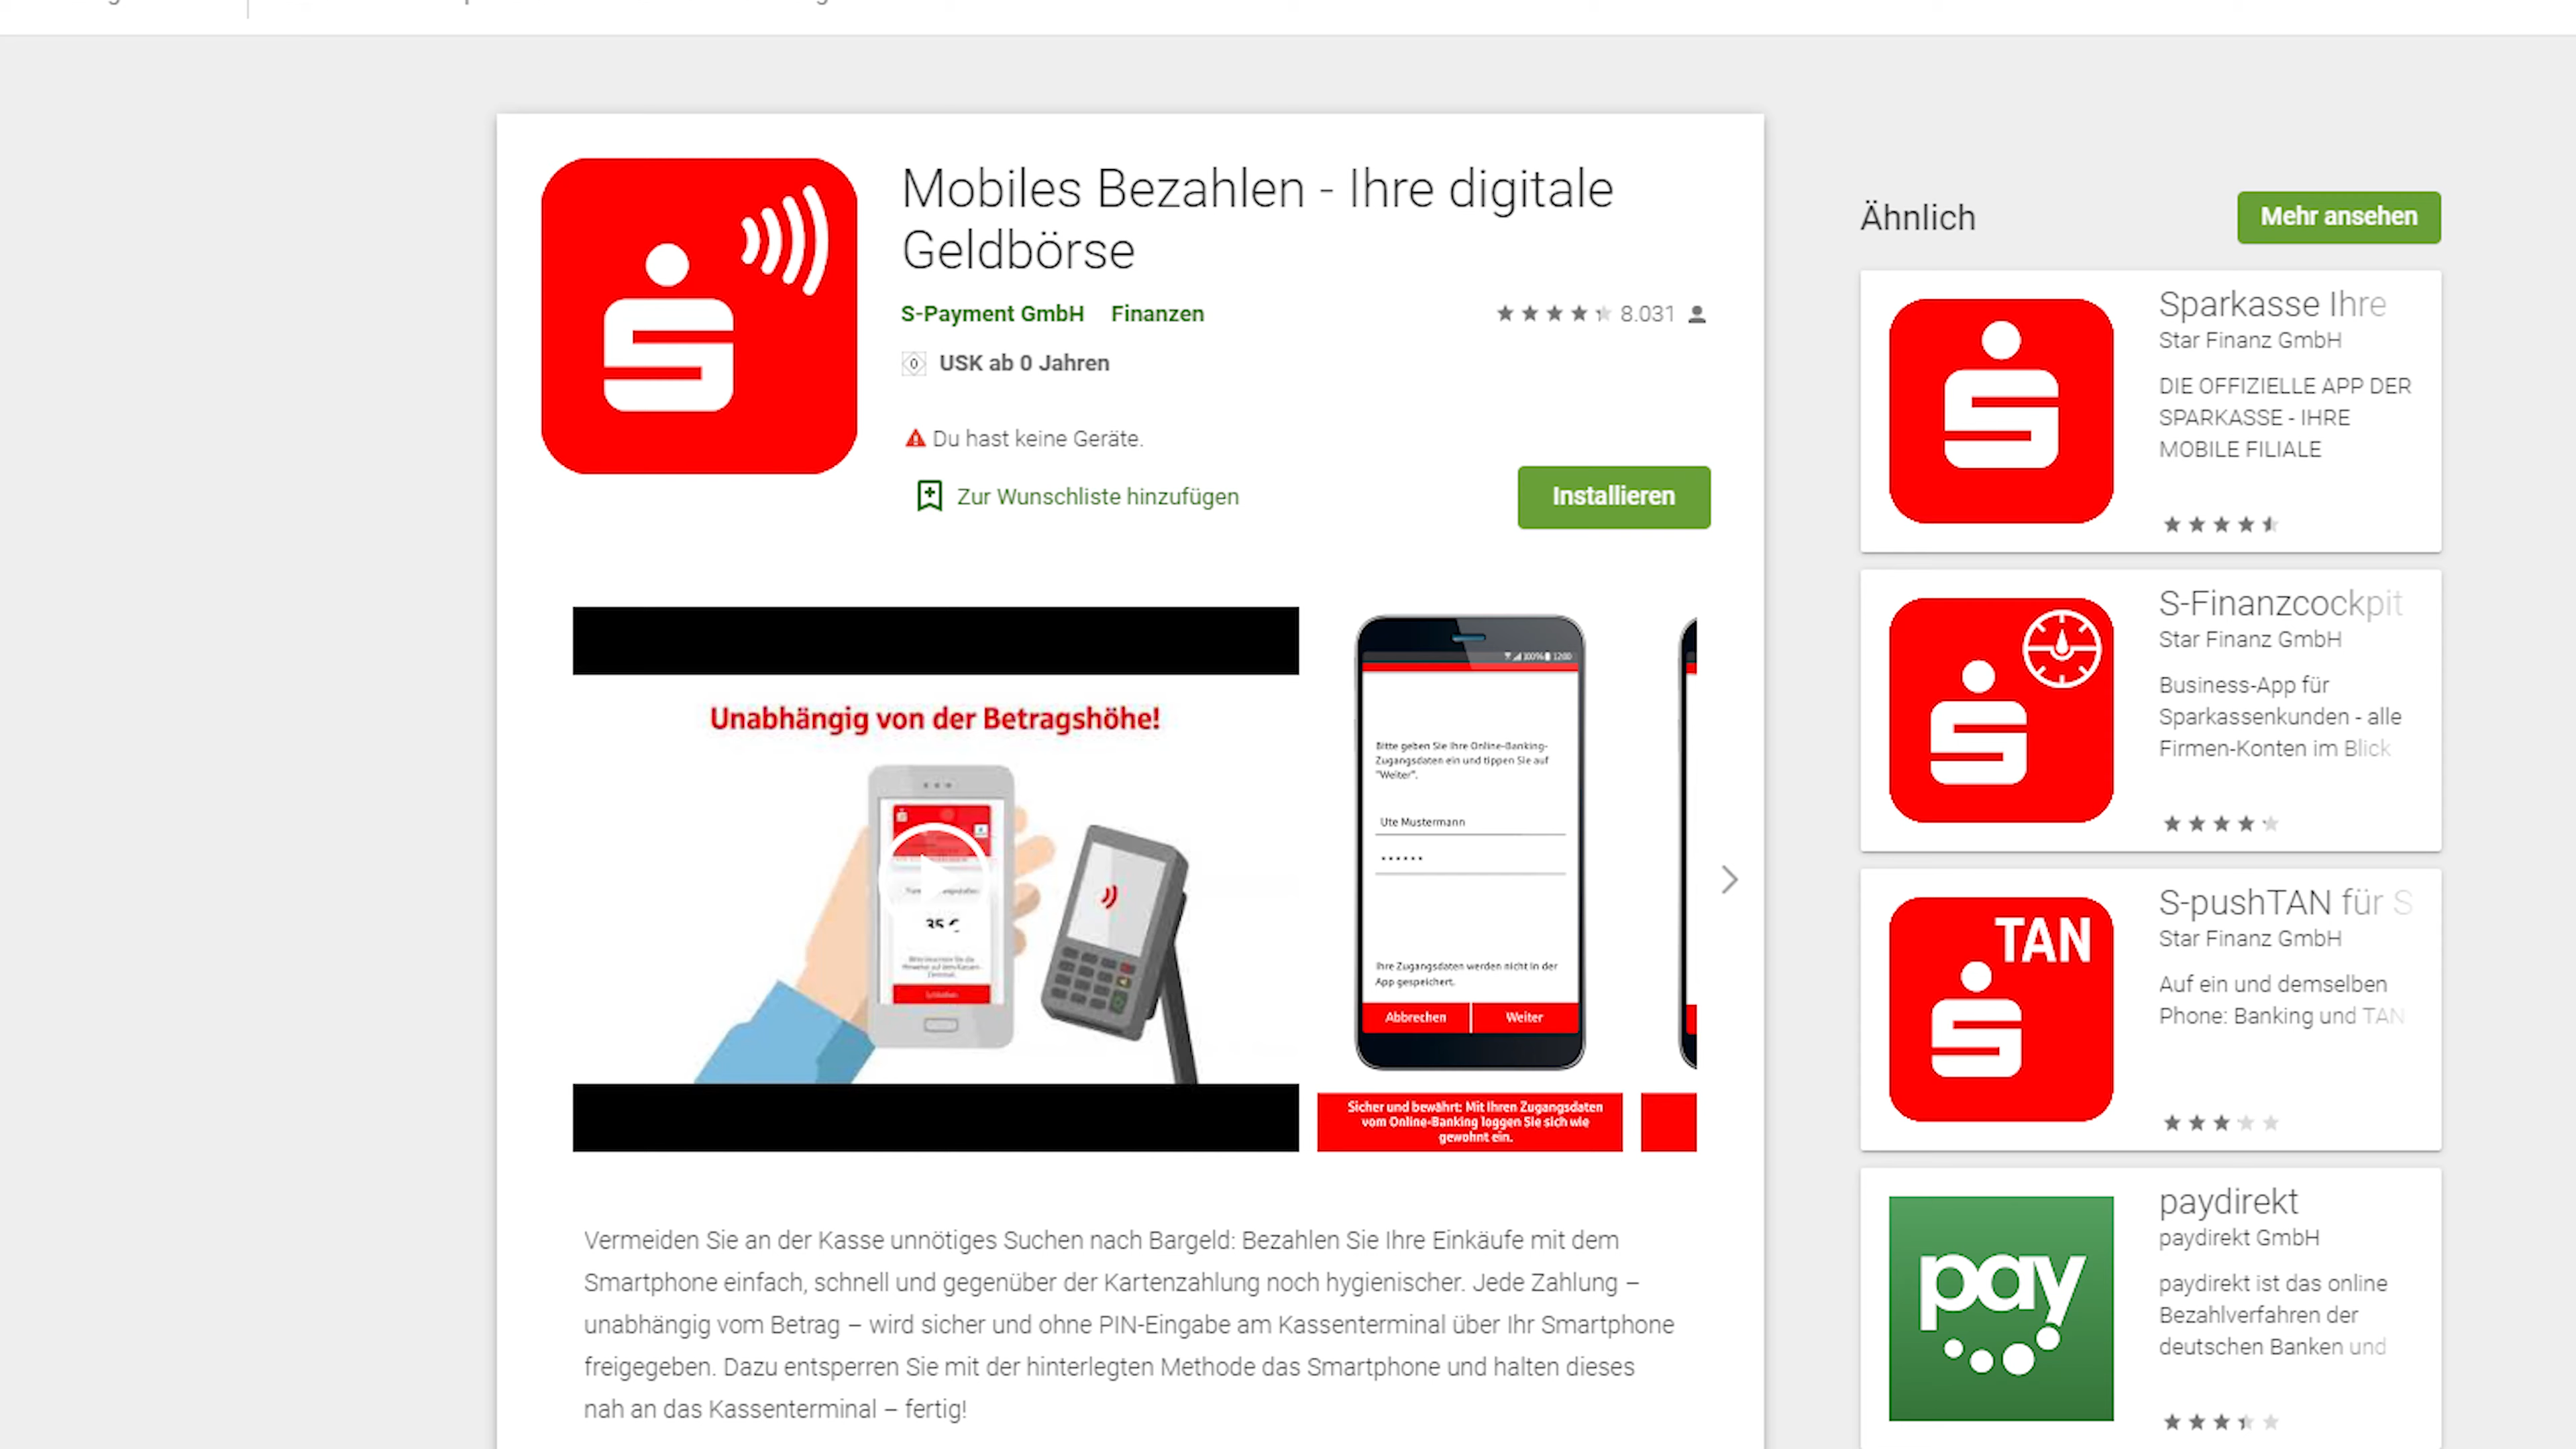 Mobiles Bezahlen - Ihre digitale
Geldbörse
S-Payment GmbH Finanzen
8.031
USK ab 0 Jahren
Du hast keine Geräte.
Zur Wunschliste hinzufügen
Installieren
Unabhängig von der Betragshöhe!
35 €
100% 12:00
Bitte geben Sie Ihre Online-Banking-
Zugangsdaten ein und tippen Sie auf
"Weiter".
Ute Mustermann
••••••
Ihre Zugangsdaten werden nicht in der
App gespeichert.
Abbrechen Weiter
Sicher und bewährt: Mit Ihren Zugangsdaten
vom Online-Banking loggen Sie sich wie
gewohnt ein.
Vermeiden Sie an der Kasse unnötiges Suchen nach Bargeld: Bezahlen Sie Ihre Einkäufe mit dem
Smartphone einfach, schnell und gegenüber der Kartenzahlung noch hygienischer. Jede Zahlung –
unabhängig vom Betrag – wird sicher und ohne PIN-Eingabe am Kassenterminal über Ihr Smartphone
freigegeben. Dazu entsperren Sie mit der hinterlegten Methode das Smartphone und halten dieses
nah an das Kassenterminal – fertig!
Ähnlich
Mehr ansehen
Sparkasse Ihre
Star Finanz GmbH
DIE OFFIZIELLE APP DER
SPARKASSE - IHRE
MOBILE FILIALE
S-Finanzcockpit
Star Finanz GmbH
Business-App für
Sparkassenkunden - alle
Firmen-Konten im Blick
TAN
S-pushTAN für S
Star Finanz GmbH
Auf ein und demselben
Phone: Banking und TAN
pay
paydirekt
paydirekt GmbH
paydirekt ist das online
Bezahlverfahren der
deutschen Banken und